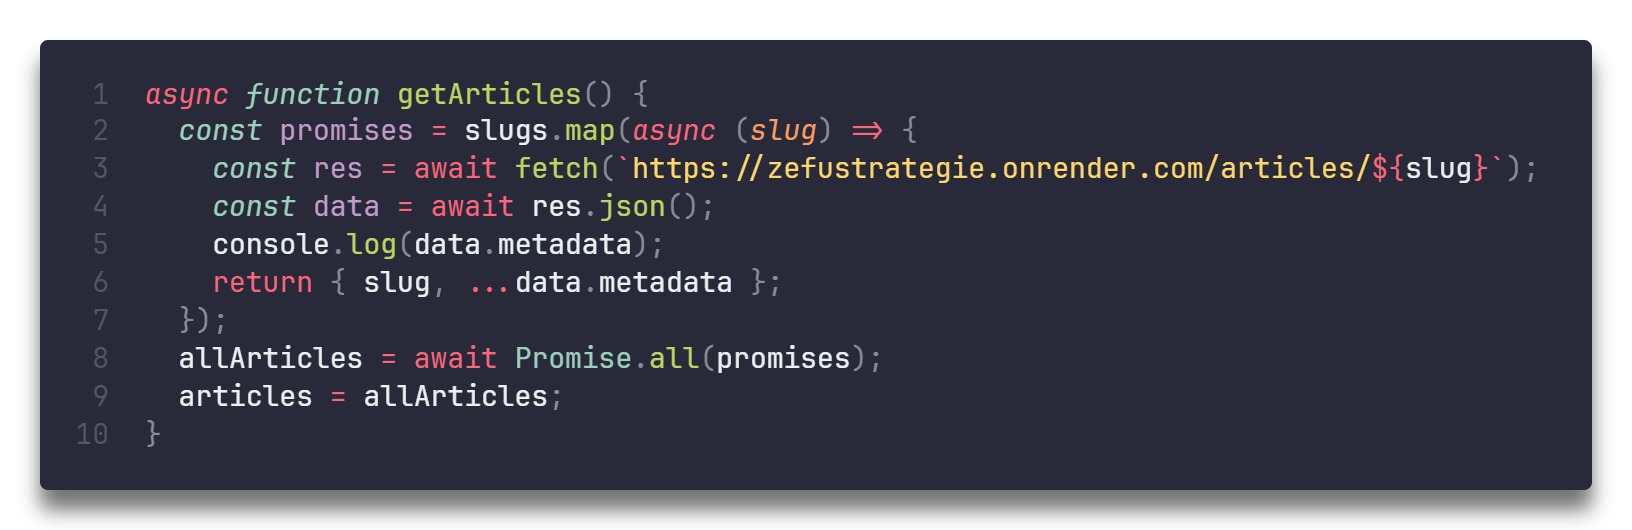 1 async function getArticles() {
2   const promises = slugs.map(async (slug) => {
3     const res = await fetch(`https://zefustrategie.onrender.com/articles/${slug}`);
4     const data = await res.json();
5     console.log(data.metadata);
6     return { slug, ...data.metadata };
7   });
8   allArticles = await Promise.all(promises);
9   articles = allArticles;
10 }